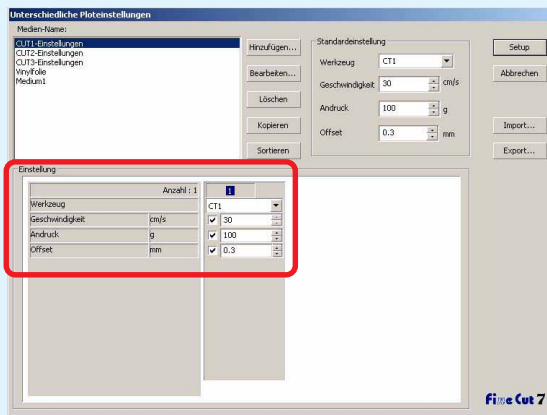 Unterschiedliche Ploteinstellungen
Medien-Name:
CUT1-Einstellungen
CUT2-Einstellungen
CUT3-Einstellungen
Vinylfolie
Medium1
Hinzufügen...
Bearbeiten...
Löschen
Kopieren
Sortieren
Standardeinstellung
Werkzeug CT1
Geschwindigkeit 30 cm/s
Andruck 100 g
Offset 0.3 mm
Setup
Abbrechen
Import...
Export...
Einstellung
Anzahl : 1 1
Werkzeug CT1
Geschwindigkeit cm/s 30
Andruck g 100
Offset mm 0.3
Fine Cut 7